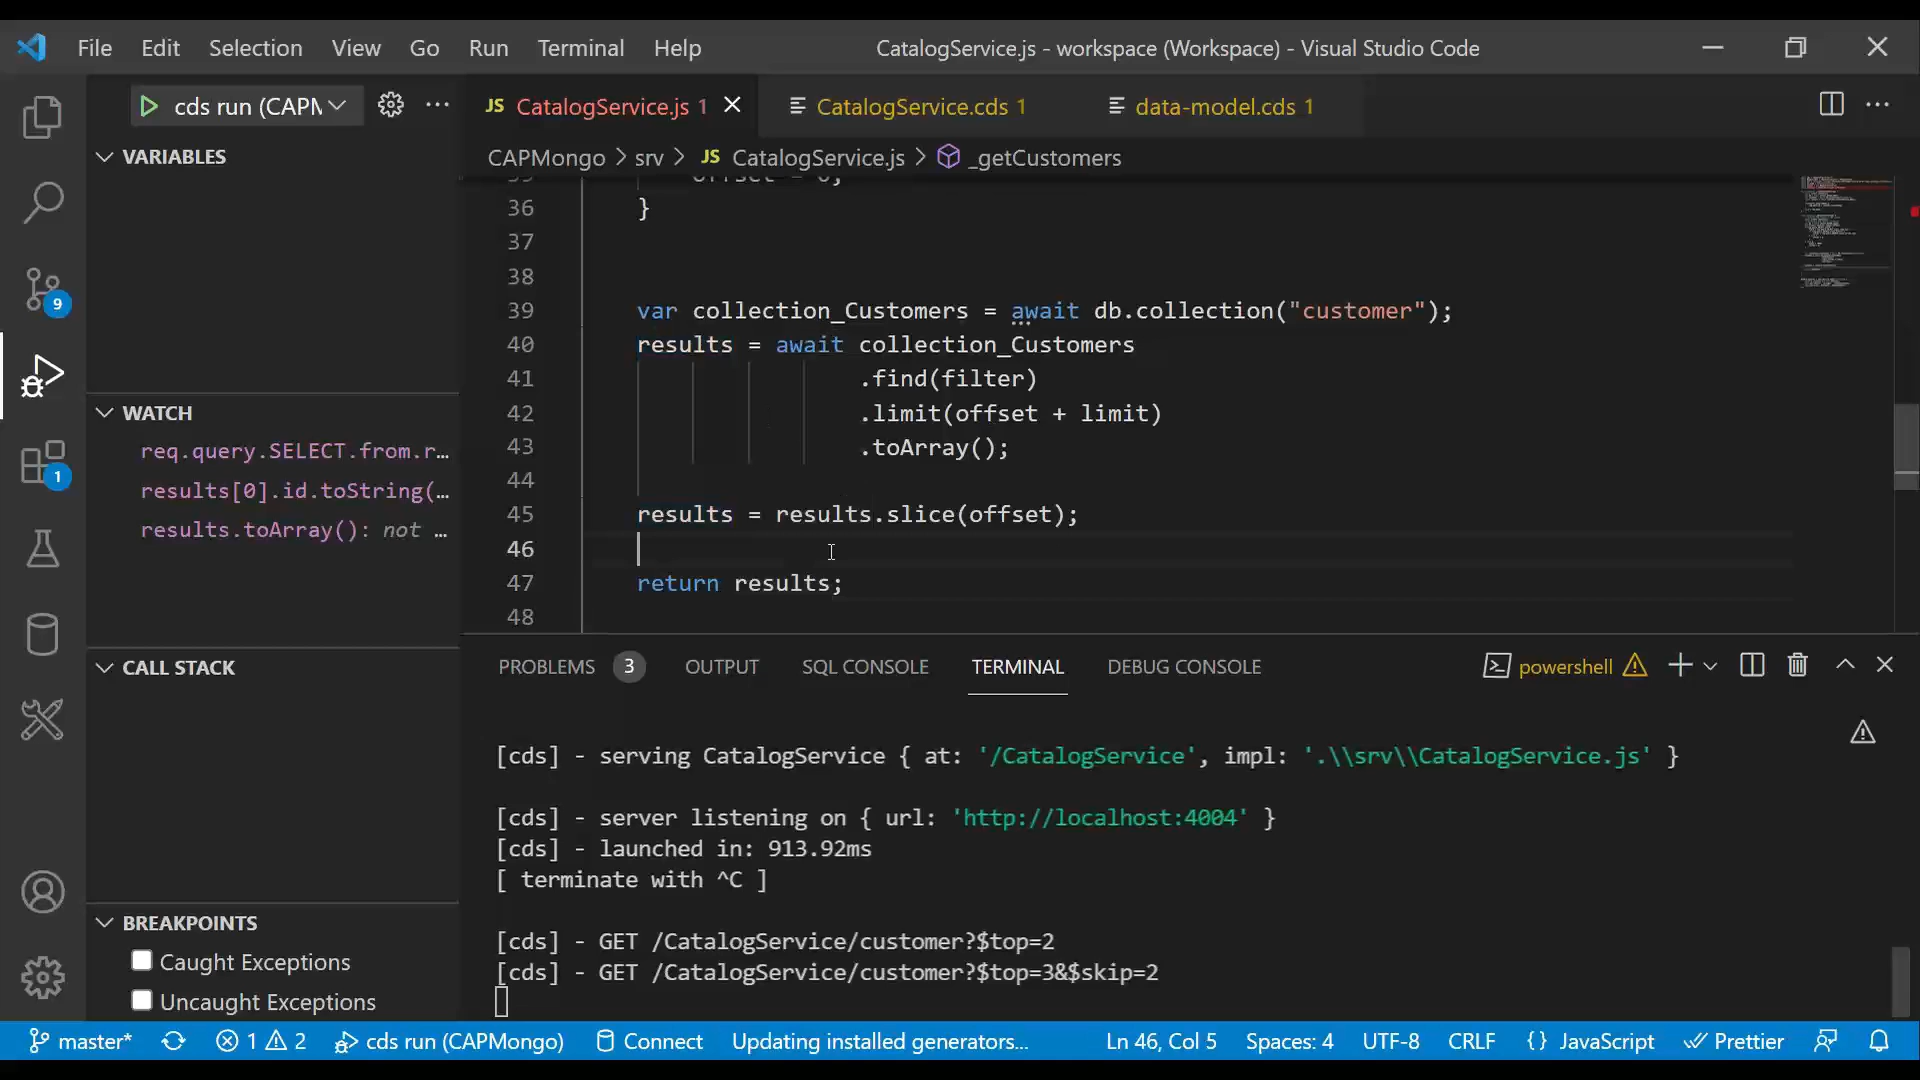 File Edit Selection View Go Run Terminal Help CatalogService.js - workspace (Workspace) - Visual Studio Code
cds run (CAPM
JS CatalogService.js 1 CatalogService.cds 1 data-model.cds 1
CAPMongo > srv > JS CatalogService.js > _getCustomers
VARIABLES
WATCH
req.query.SELECT.from.r…
results[0].id.toString(…
results.toArray(): not …
CALL STACK
BREAKPOINTS
Caught Exceptions
Uncaught Exceptions
9
1
35 offset = 0;
36 }
37
38
39 var collection_Customers = await db.collection("customer");
40 results = await collection_Customers
41 .find(filter)
42 .limit(offset + limit)
43 .toArray();
44
45 results = results.slice(offset);
46
47 return results;
48
PROBLEMS 3 OUTPUT SQL CONSOLE TERMINAL DEBUG CONSOLE powershell
[cds] - serving CatalogService { at: '/CatalogService', impl: '.\\srv\\CatalogService.js' }
[cds] - server listening on { url: 'http://localhost:4004' }
[cds] - launched in: 913.92ms
[ terminate with ^C ]
[cds] - GET /CatalogService/customer?$top=2
[cds] - GET /CatalogService/customer?$top=3&$skip=2
master* 1 2 cds run (CAPMongo) Connect Updating installed generators... Ln 46, Col 5 Spaces: 4 UTF-8 CRLF {} JavaScript Prettier